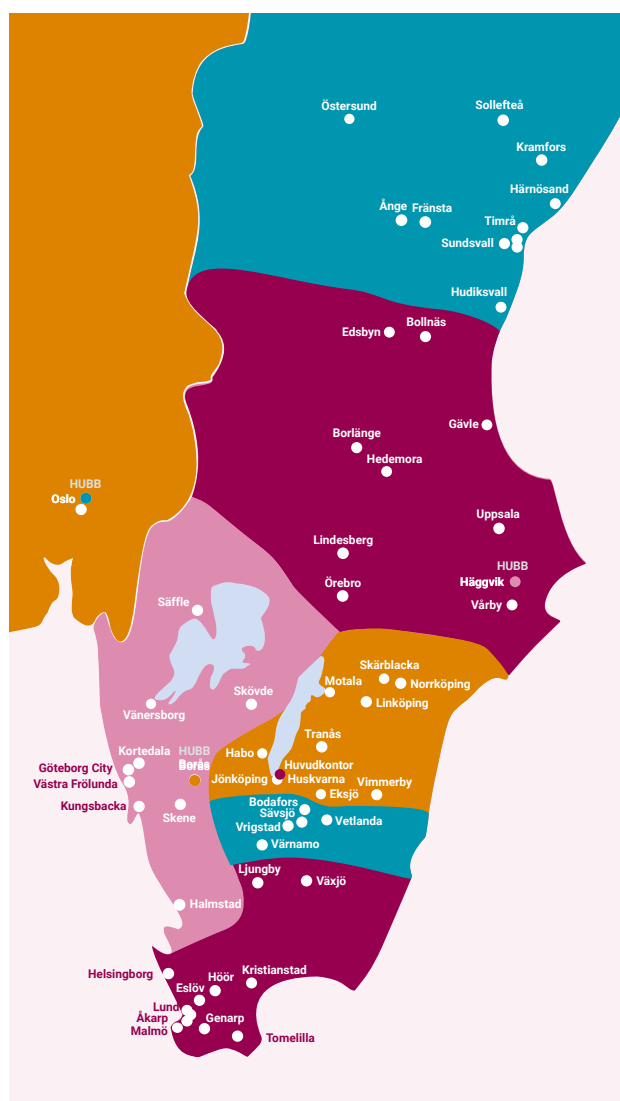 Östersund
Sollefteå
Kramfors
Härnösand
Ånge
Fränsta
Timrå
Sundsvall
Hudiksvall
Bollnäs
Edsbyn
Gävle
Borlänge
Hedemora
HUBB
Oslo
Uppsala
Lindesberg
HUBB
Häggvik
Örebro
Vårby
Säffle
Skärblacka
Motala
Norrköping
Skövde
Linköping
Vänersborg
Tranås
Kortedala
HUBB
Borås
Habo
Göteborg City
Huvudkontor
Jönköping
Huskvarna
Västra Frölunda
Vimmerby
Eksjö
Kungsbacka
Bodafors
Skene
Sävsjö
Vetlanda
Vrigstad
Värnamo
Ljungby
Växjö
Halmstad
Helsingborg
Kristianstad
Höör
Eslöv
Lund
Åkarp
Genarp
Malmö
Tomelilla